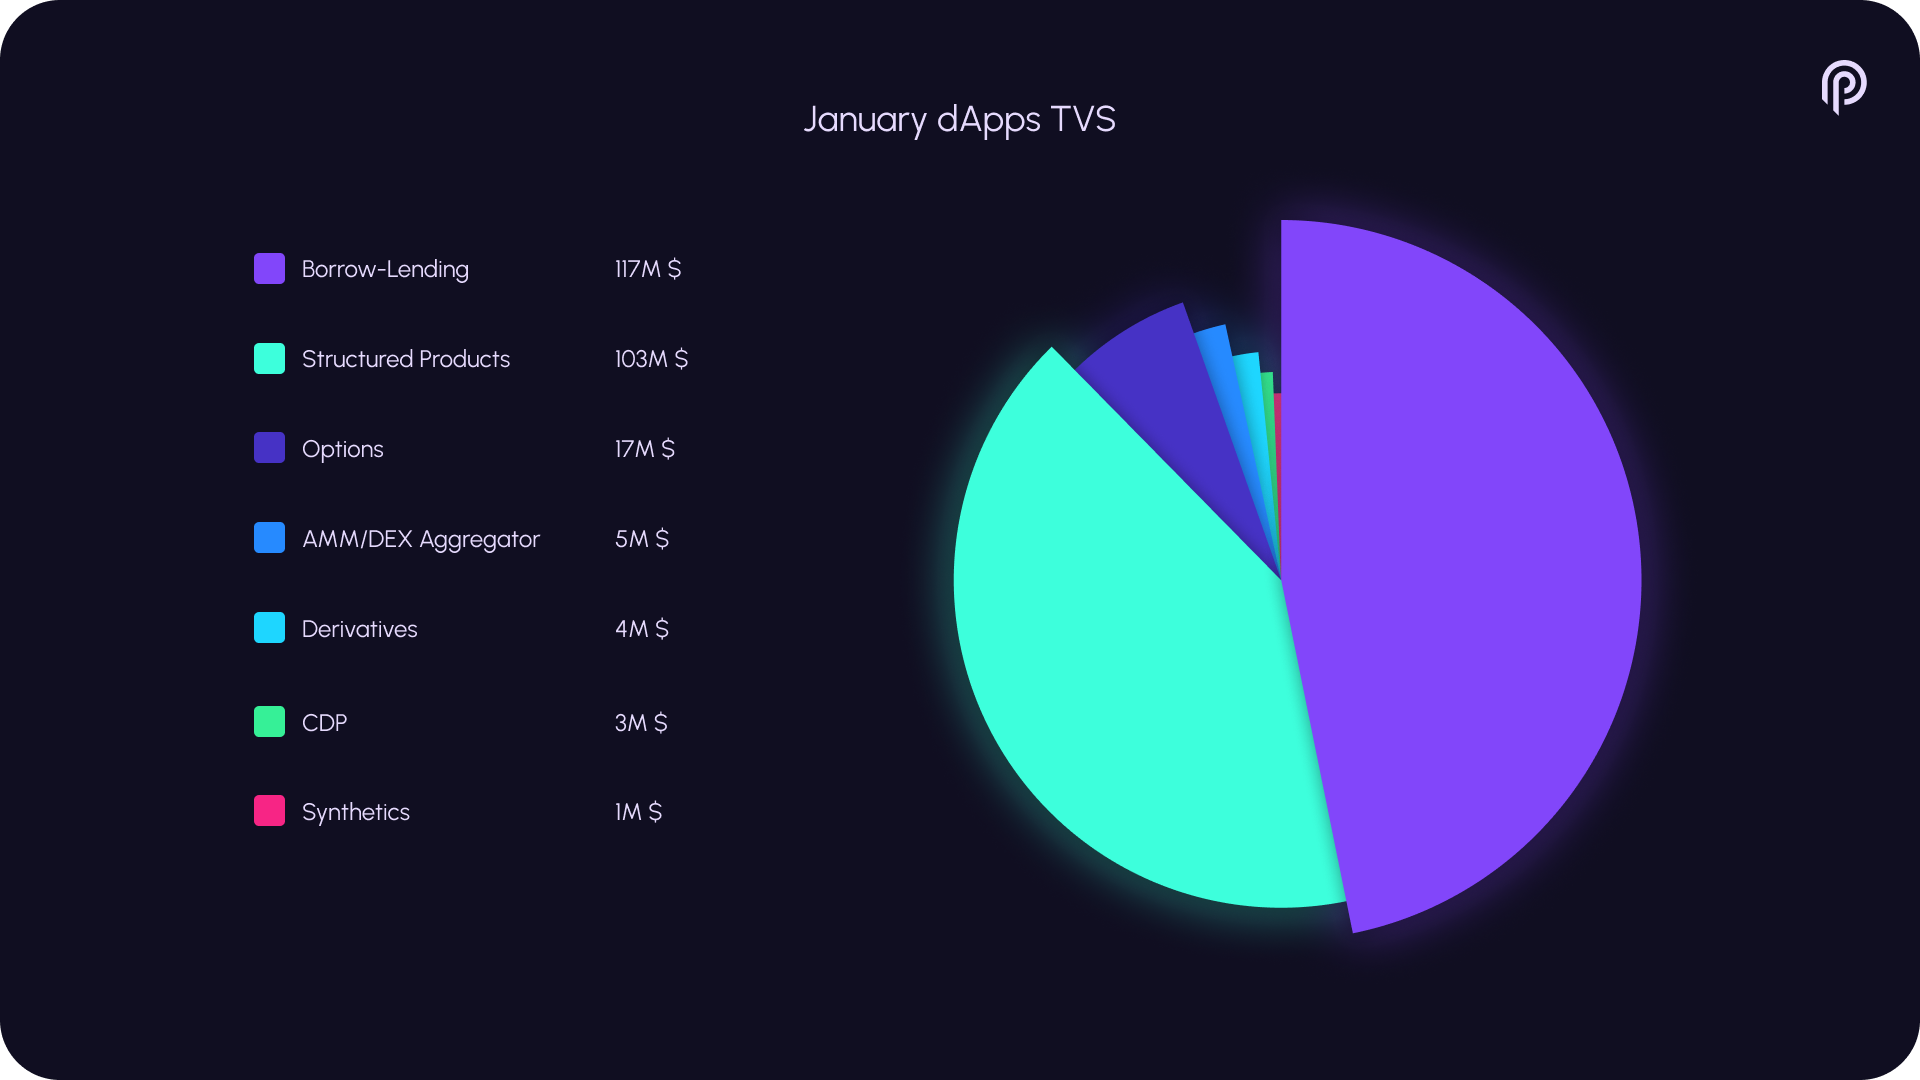 January dApps TVS
Borrow-Lending 117M $
Structured Products 103M $
Options 17M $
AMM/DEX Aggregator 5M $
Derivatives 4M $
CDP 3M $
Synthetics 1M $